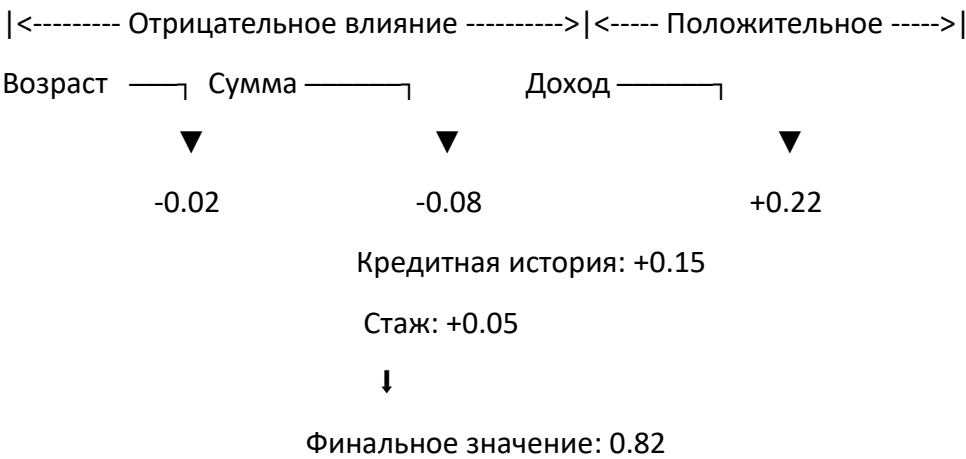 |<--------- Отрицательное влияние ---------->|<----- Положительное ----->|
Возраст ───┐ Сумма ──────┐ Доход ──────┐
▼ ▼ ▼
-0.02 -0.08 +0.22
Кредитная история: +0.15
Стаж: +0.05
⬇
Финальное значение: 0.82